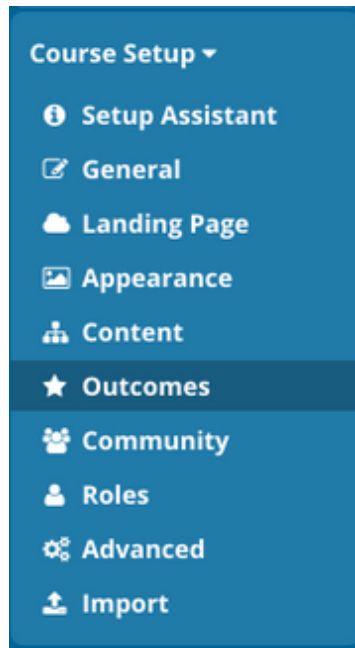 Course Setup
Setup Assistant
General
Landing Page
Appearance
Content
Outcomes
Community
Roles
Advanced
Import